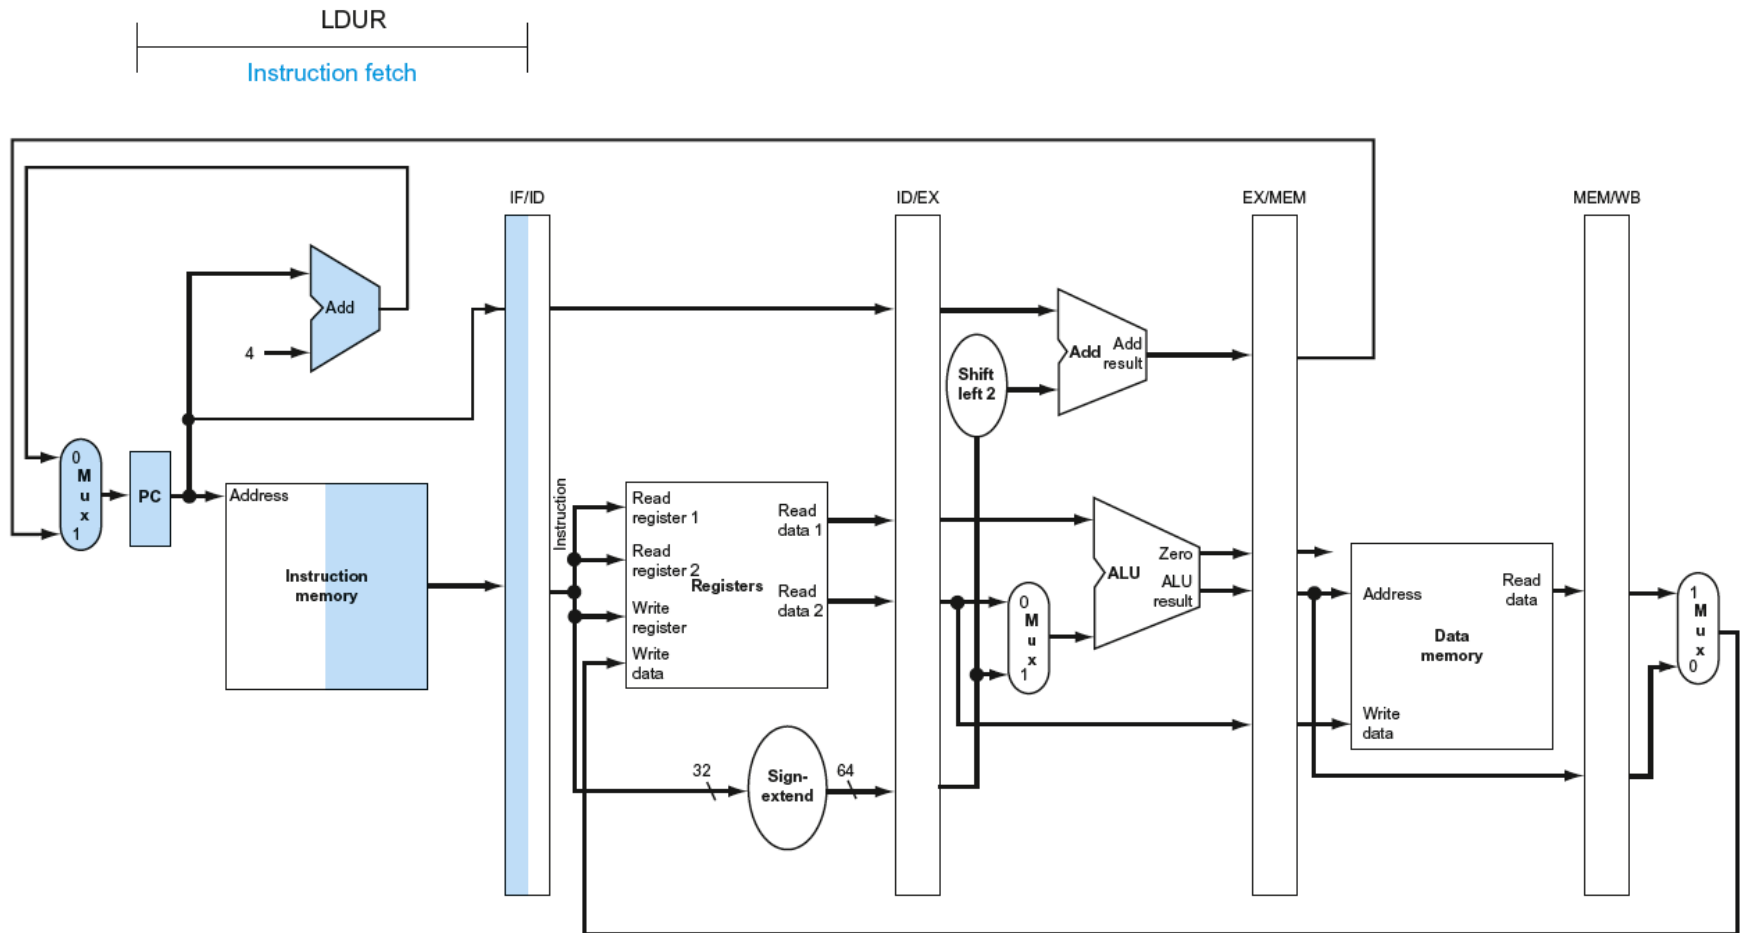 LDUR
Instruction fetch
IF/ID
ID/EX
EX/MEM
MEM/WB
Add
4
Add
Add
result
Shift
left 2
0
M
u
x
1
PC
Address
Instruction
memory
Instruction
Read
register 1
Read
register 2
Registers
Write
register
Write
data
Read
data 1
Read
data 2
0
M
u
x
1
ALU
Zero
ALU
result
Address
Read
data
Data
memory
Write
data
1
M
u
x
0
32
Sign-
extend
64